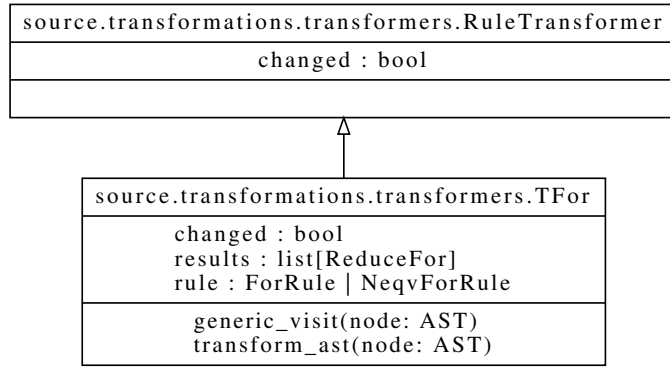 source.transformations.transformers.RuleTransformer
changed : bool
source.transformations.transformers.TFor
changed : bool
results : list[ReduceFor]
rule : ForRule | NeqvForRule
generic_visit(node: AST)
transform_ast(node: AST)